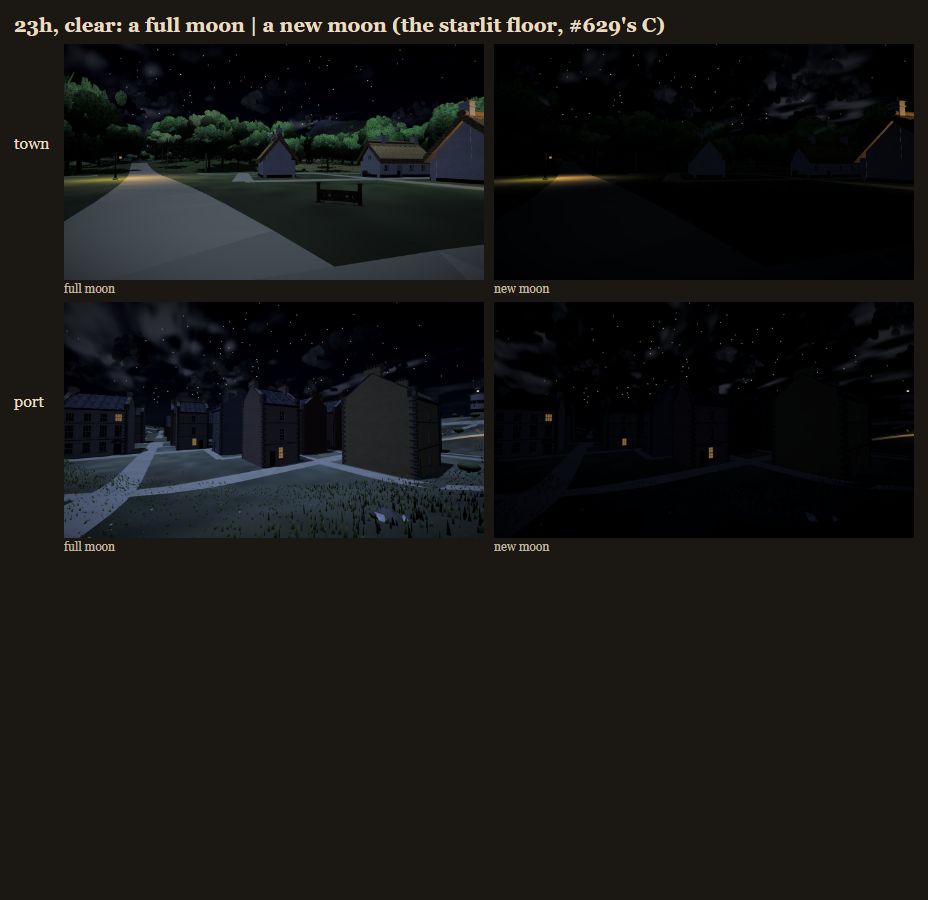 23h, clear: a full moon | a new moon (the starlit floor, #629's C)
town
full moon
new moon
port
full moon
new moon